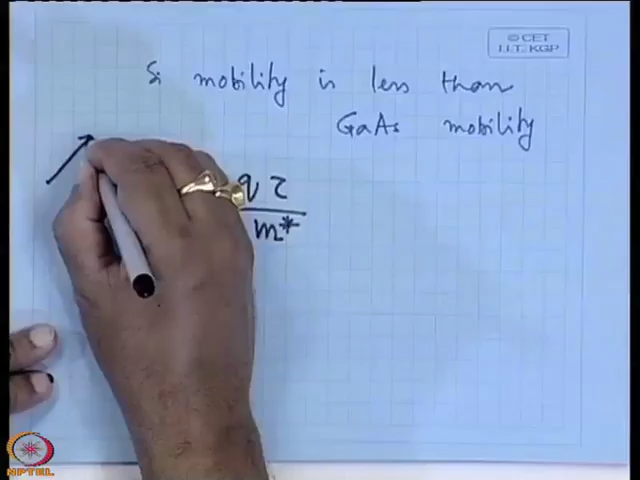 © CET
I.I.T. KGP
Si mobility is less than
GaAs mobility
qτ
m*
NPTEL